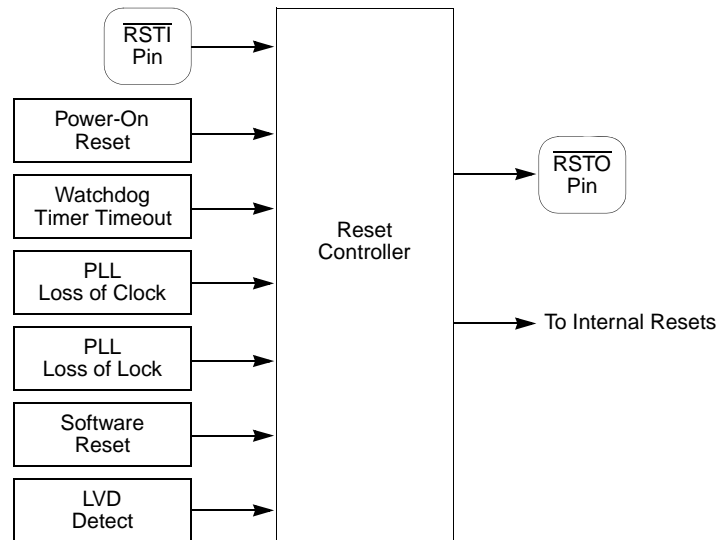 RSTI
Pin
Power-On
Reset
Watchdog
Timer Timeout
PLL
Loss of Clock
PLL
Loss of Lock
Software
Reset
LVD
Detect
Reset
Controller
RSTO
Pin
To Internal Resets